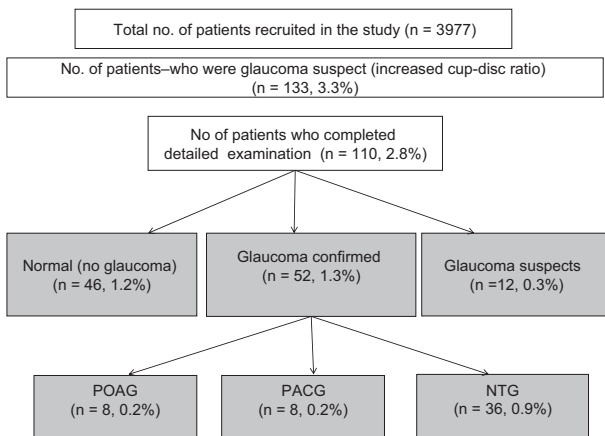 Total no. of patients recruited in the study (n = 3977)
No. of patients–who were glaucoma suspect (increased cup-disc ratio)
(n = 133, 3.3%)
No of patients who completed
detailed examination (n = 110, 2.8%)
Normal (no glaucoma)
(n = 46, 1.2%)
Glaucoma confirmed
(n = 52, 1.3%)
Glaucoma suspects
(n =12, 0.3%)
POAG
(n = 8, 0.2%)
PACG
(n = 8, 0.2%)
NTG
(n = 36, 0.9%)